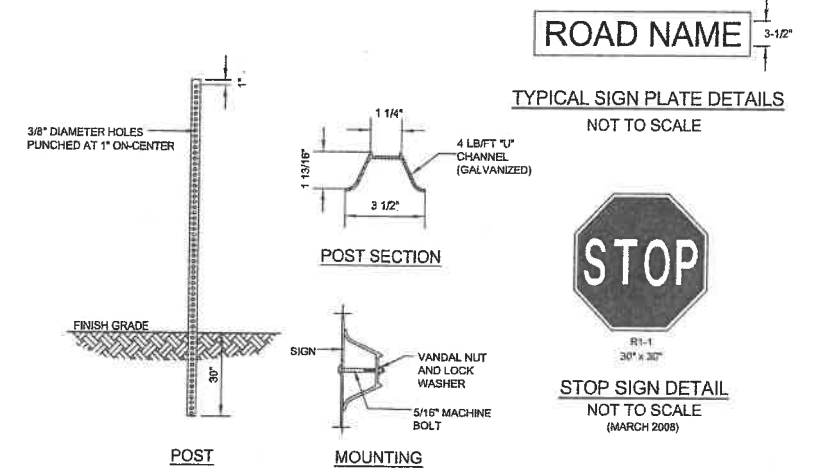 ROAD NAME
3-1/2"
TYPICAL SIGN PLATE DETAILS
NOT TO SCALE
1"
3/8" DIAMETER HOLES
PUNCHED AT 1" ON-CENTER
1 1/4"
4 LB/FT "U"
CHANNEL
(GALVANIZED)
1 13/16"
3 1/2"
POST SECTION
STOP
R1-1
30" x 30"
STOP SIGN DETAIL
NOT TO SCALE
(MARCH 2008)
FINISH GRADE
30"
POST
SIGN
VANDAL NUT
AND LOCK
WASHER
5/16" MACHINE
BOLT
MOUNTING